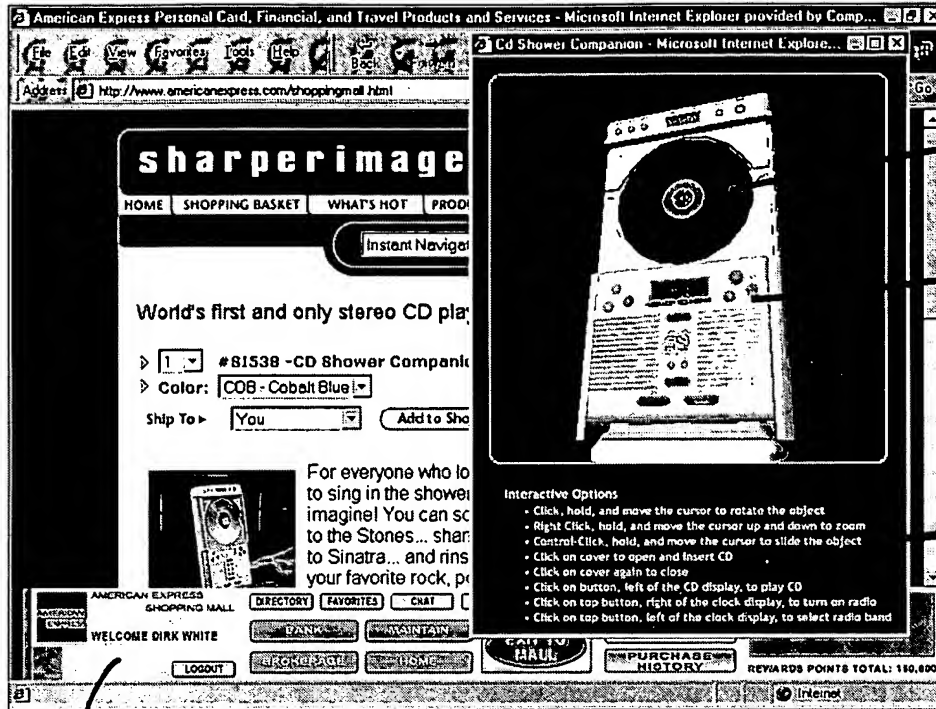 American Express Personal Card, Financial, and Travel Products and Services - Microsoft Internet Explorer provided by Comp...
File Edit View Favorites Tools Help
Back
Address http://www.americanexpress.com/shoppingmall.html
Go
sharperimage
HOME SHOPPING BASKET WHAT'S HOT PRODU
Instant Navigat
World's first and only stereo CD play
1 #SI538 -CD Shower Companio
Color: COB - Cobalt Blue
Ship To You Add to Sho
For everyone who lo
to sing in the shower
imagine! You can sc
to the Stones... shar
to Sinatra... and rins
your favorite rock, po
Cd Shower Companion - Microsoft Internet Explore...
Interactive Options
• Click, hold, and move the cursor to rotate the object
• Right Click, hold, and move the cursor up and down to zoom
• Control-Click, hold, and move the cursor to slide the object
• Click on cover to open and insert CD
• Click on cover again to close
• Click on button, left of the CD display, to play CD
• Click on top button, right of the clock display, to turn on radio
• Click on top button, left of the clock display, to select radio band
AMERICAN EXPRESS
AMERICAN EXPRESS
SHOPPING MALL
DIRECTORY FAVORITES CHAT
WELCOME DIRK WHITE
BANK MAINTAIN
MALL
LOGOUT
BROKERAGE HOME
PURCHASE
HISTORY
REWARDS POINTS TOTAL:
Internet